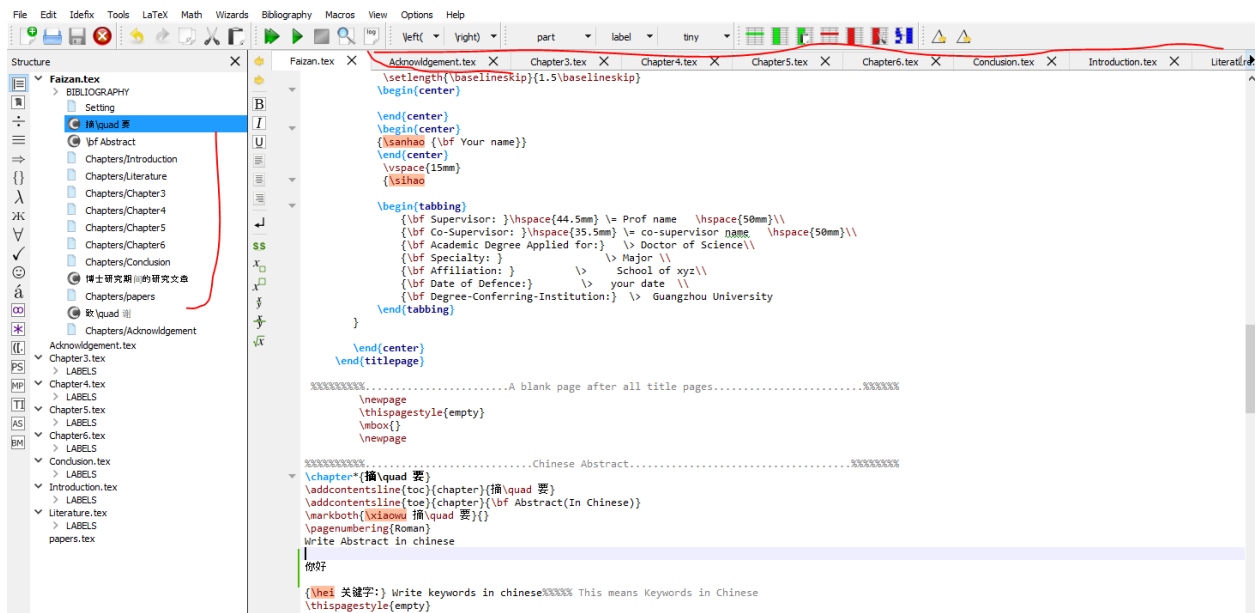 File Edit Idefix Tools LaTeX Math Wizards Bibliography Macros View Options Help
log \left( \right) part label tiny
Structure
Faizan.tex Acknowldgement.tex Chapter3.tex Chapter4.tex Chapter5.tex Chapter6.tex Conclusion.tex Introduction.tex Literature.
Faizan.tex
BIBLIOGRAPHY
Setting
摘\quad 要
\bf Abstract
Chapters/Introduction
Chapters/Literature
Chapters/Chapter3
Chapters/Chapter4
Chapters/Chapter5
Chapters/Chapter6
Chapters/Conclusion
博士研究期间的研究文章
Chapters/papers
致\quad 谢
Chapters/Acknowldgement
Acknowldgement.tex
Chapter3.tex
LABELS
Chapter4.tex
LABELS
Chapter5.tex
LABELS
Chapter6.tex
LABELS
Conclusion.tex
LABELS
Introduction.tex
LABELS
Literature.tex
LABELS
papers.tex
{}
λ
Ж
∀
á
PS
MP
TI
AS
BM
B
I
U
$$
\setlength{\baselineskip}{1.5\baselineskip}
\begin{center}
\end{center}
\begin{center}
{\sanhao {\bf Your name}}
\end{center}
\vspace{15mm}
{\sihao
\begin{tabbing}
{\bf Supervisor: }\hspace{44.5mm} \= Prof name \hspace{50mm}\\
{\bf Co-Supervisor: }\hspace{35.5mm} \= co-supervisor name \hspace{50mm}\\
{\bf Academic Degree Applied for:} \> Doctor of Science\\
{\bf Specialty: } \> Major \\
{\bf Affiliation: } \> School of xyz\\
{\bf Date of Defence:} \> your date \\
{\bf Degree-Conferring-Institution:} \> Guangzhou University
\end{tabbing}
}
\end{center}
\end{titlepage}
%%%%%%%%%........................A blank page after all title pages.........................%%%%%%
\newpage
\thispagestyle{empty}
\mbox{}
\newpage
%%%%%%%%%%............................Chinese Abstract.....................................%%%%%%%%
\chapter*{摘\quad 要}
\addcontentsline{toc}{chapter}{摘\quad 要}
\addcontentsline{toe}{chapter}{\bf Abstract(In Chinese)}
\markboth{\xiaowu 摘\quad 要}{}
\pagenumbering{Roman}
Write Abstract in chinese
你好
{\hei 关键字:} Write keywords in chinese%%%%% This means Keywords in Chinese
\thispagestyle{empty}